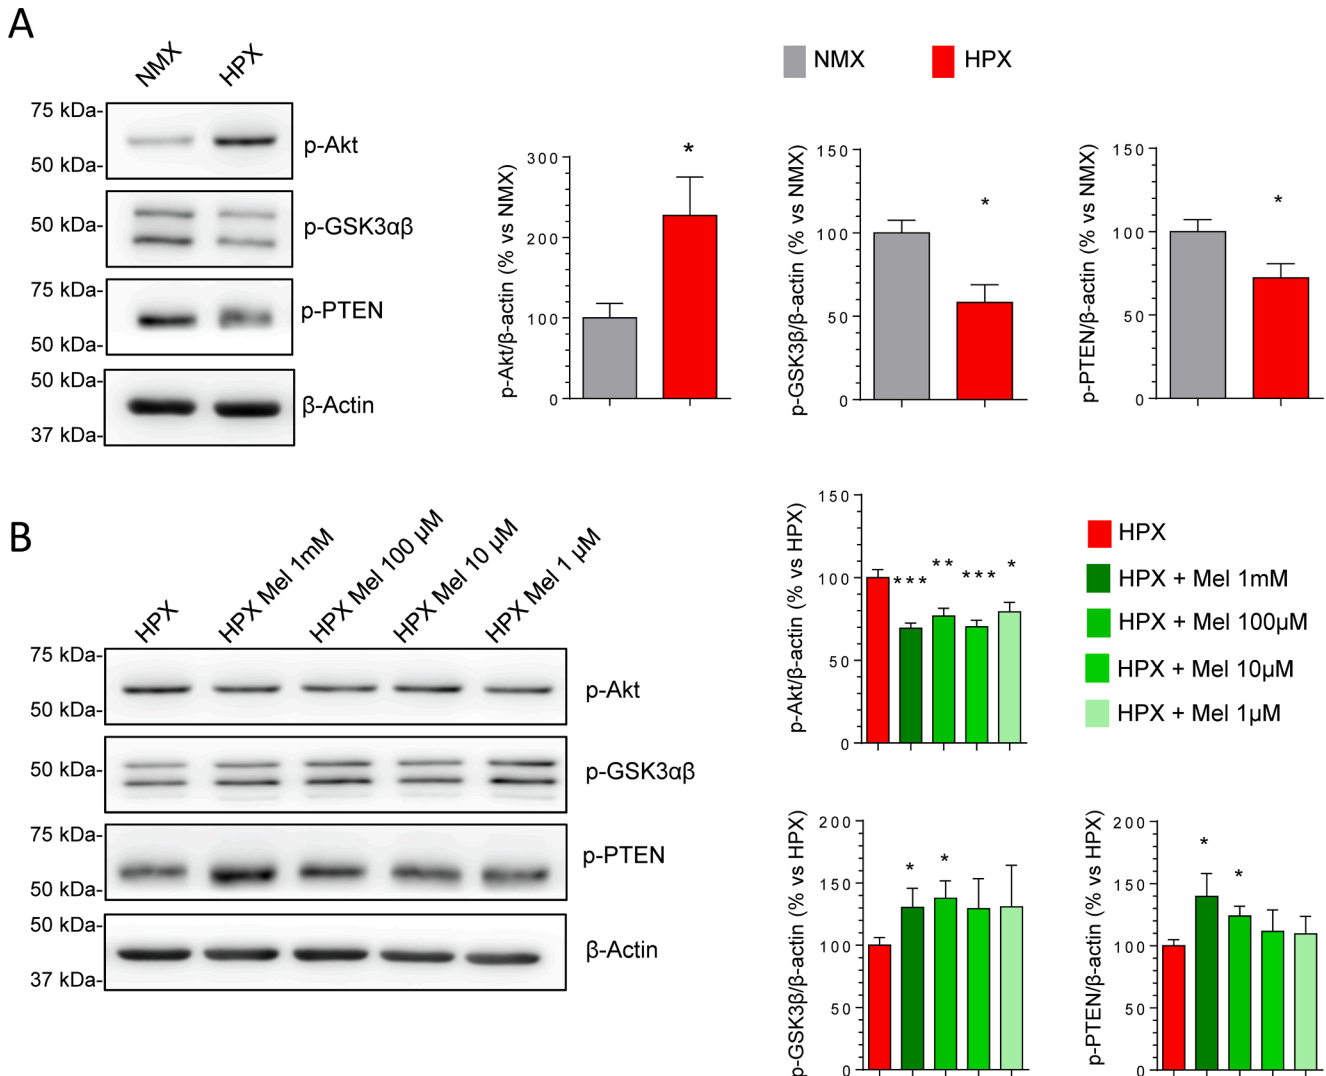 A
NMX
HPX
75 kDa-
50 kDa-
p-Akt
50 kDa-
p-GSK3αβ
75 kDa-
50 kDa-
p-PTEN
50 kDa-
37 kDa-
β-Actin
NMX
HPX
p-Akt/β-actin (% vs NMX)
300
200
100
0
*
p-GSK3β/β-actin (% vs NMX)
150
100
50
0
*
p-PTEN/β-actin (% vs NMX)
150
100
50
0
*
B
HPX
HPX Mel 1mM
HPX Mel 100 µM
HPX Mel 10 µM
HPX Mel 1 µM
75 kDa-
50 kDa-
p-Akt
50 kDa-
p-GSK3αβ
75 kDa-
50 kDa-
p-PTEN
50 kDa-
37 kDa-
β-Actin
p-Akt/β-actin (% vs HPX)
150
100
50
0
***
**
***
*
HPX
HPX + Mel 1mM
HPX + Mel 100µM
HPX + Mel 10µM
HPX + Mel 1µM
p-GSK3β/β-actin (% vs HPX)
200
150
100
50
0
*
*
p-PTEN/β-actin (% vs HPX)
200
150
100
50
0
*
*